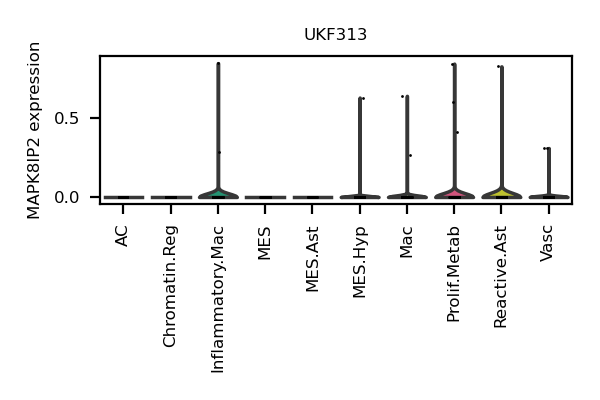 UKF313
MAPK8IP2 expression
0.5
0.0
AC
Chromatin.Reg
Inflammatory.Mac
MES
MES.Ast
MES.Hyp
Mac
Prolif.Metab
Reactive.Ast
Vasc